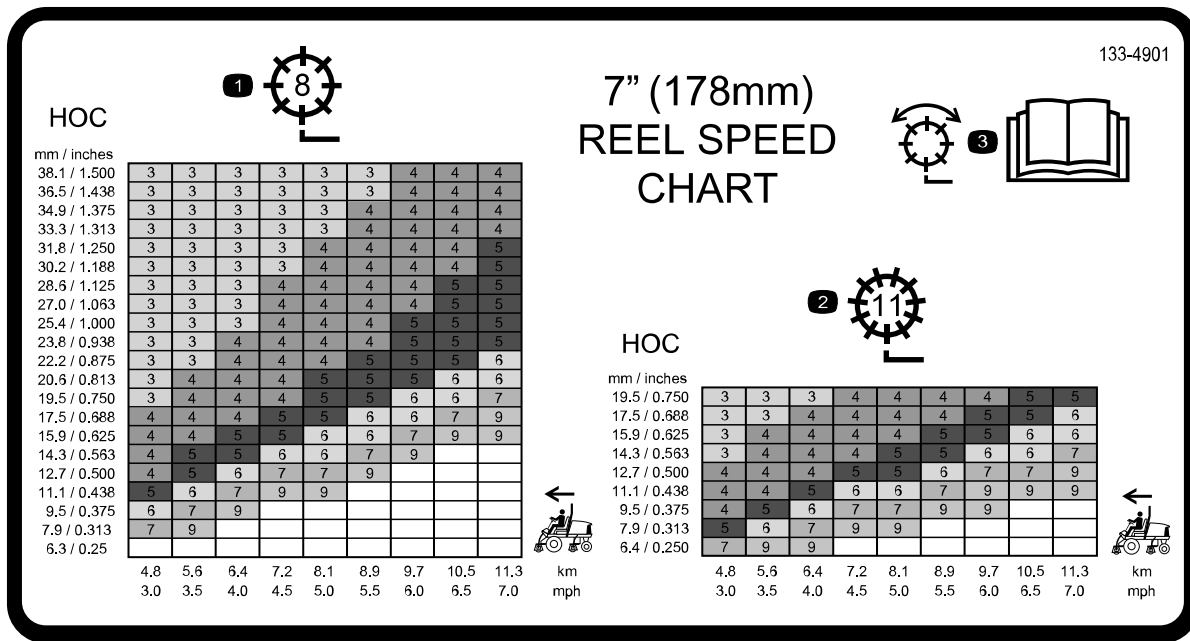 133-4901
1
8
7” (178mm)
REEL SPEED
CHART
3
HOC
mm / inches
38.1 / 1.500 3 3 3 3 3 3 4 4 4
36.5 / 1.438 3 3 3 3 3 3 4 4 4
34.9 / 1.375 3 3 3 3 3 4 4 4 4
33.3 / 1.313 3 3 3 3 3 4 4 4 4
31.8 / 1.250 3 3 3 3 4 4 4 4 5
30.2 / 1.188 3 3 3 3 4 4 4 4 5
28.6 / 1.125 3 3 3 4 4 4 4 5 5
27.0 / 1.063 3 3 3 4 4 4 4 5 5
25.4 / 1.000 3 3 3 4 4 4 5 5 5
23.8 / 0.938 3 3 4 4 4 4 5 5 5
22.2 / 0.875 3 3 4 4 4 5 5 5 6
20.6 / 0.813 3 4 4 4 5 5 5 6 6
19.5 / 0.750 3 4 4 4 5 5 6 6 7
17.5 / 0.688 4 4 4 5 5 6 6 7 9
15.9 / 0.625 4 4 5 5 6 6 7 9 9
14.3 / 0.563 4 5 5 6 6 7 9
12.7 / 0.500 4 5 6 7 7 9
11.1 / 0.438 5 6 7 9 9
9.5 / 0.375 6 7 9
7.9 / 0.313 7 9
6.3 / 0.25
4.8 5.6 6.4 7.2 8.1 8.9 9.7 10.5 11.3 km
3.0 3.5 4.0 4.5 5.0 5.5 6.0 6.5 7.0 mph
2
11
HOC
mm / inches
19.5 / 0.750 3 3 3 4 4 4 4 5 5
17.5 / 0.688 3 3 4 4 4 4 5 5 6
15.9 / 0.625 3 4 4 4 4 5 5 6 6
14.3 / 0.563 3 4 4 4 5 5 6 6 7
12.7 / 0.500 4 4 4 5 5 6 7 7 9
11.1 / 0.438 4 4 5 6 6 7 9 9 9
9.5 / 0.375 4 5 6 7 7 9 9
7.9 / 0.313 5 6 7 9 9
6.4 / 0.250 7 9 9
4.8 5.6 6.4 7.2 8.1 8.9 9.7 10.5 11.3 km
3.0 3.5 4.0 4.5 5.0 5.5 6.0 6.5 7.0 mph